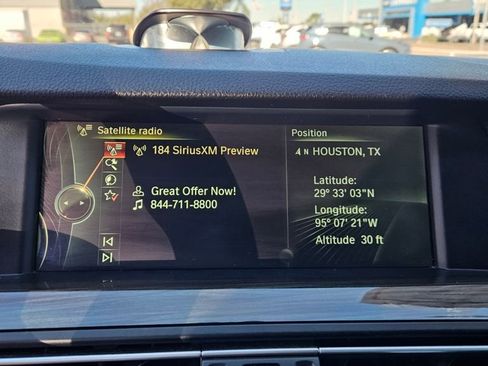 Satellite radio
184 SiriusXM Preview
Great Offer Now!
844-711-8800
Position
N HOUSTON, TX
Latitude:
29° 33' 03"N
Longitude:
95° 07' 21"W
Altitude 30 ft